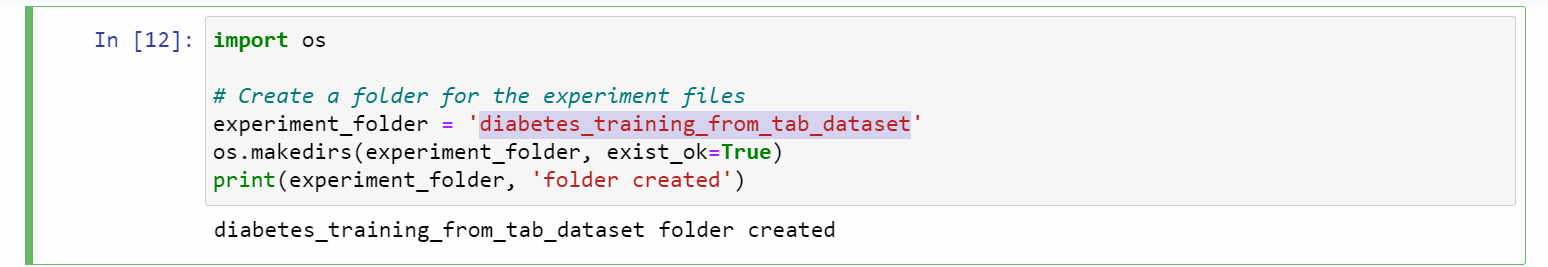 In [12]: import os
# Create a folder for the experiment files
experiment_folder = 'diabetes_training_from_tab_dataset'
os.makedirs(experiment_folder, exist_ok=True)
print(experiment_folder, 'folder created')
diabetes_training_from_tab_dataset folder created